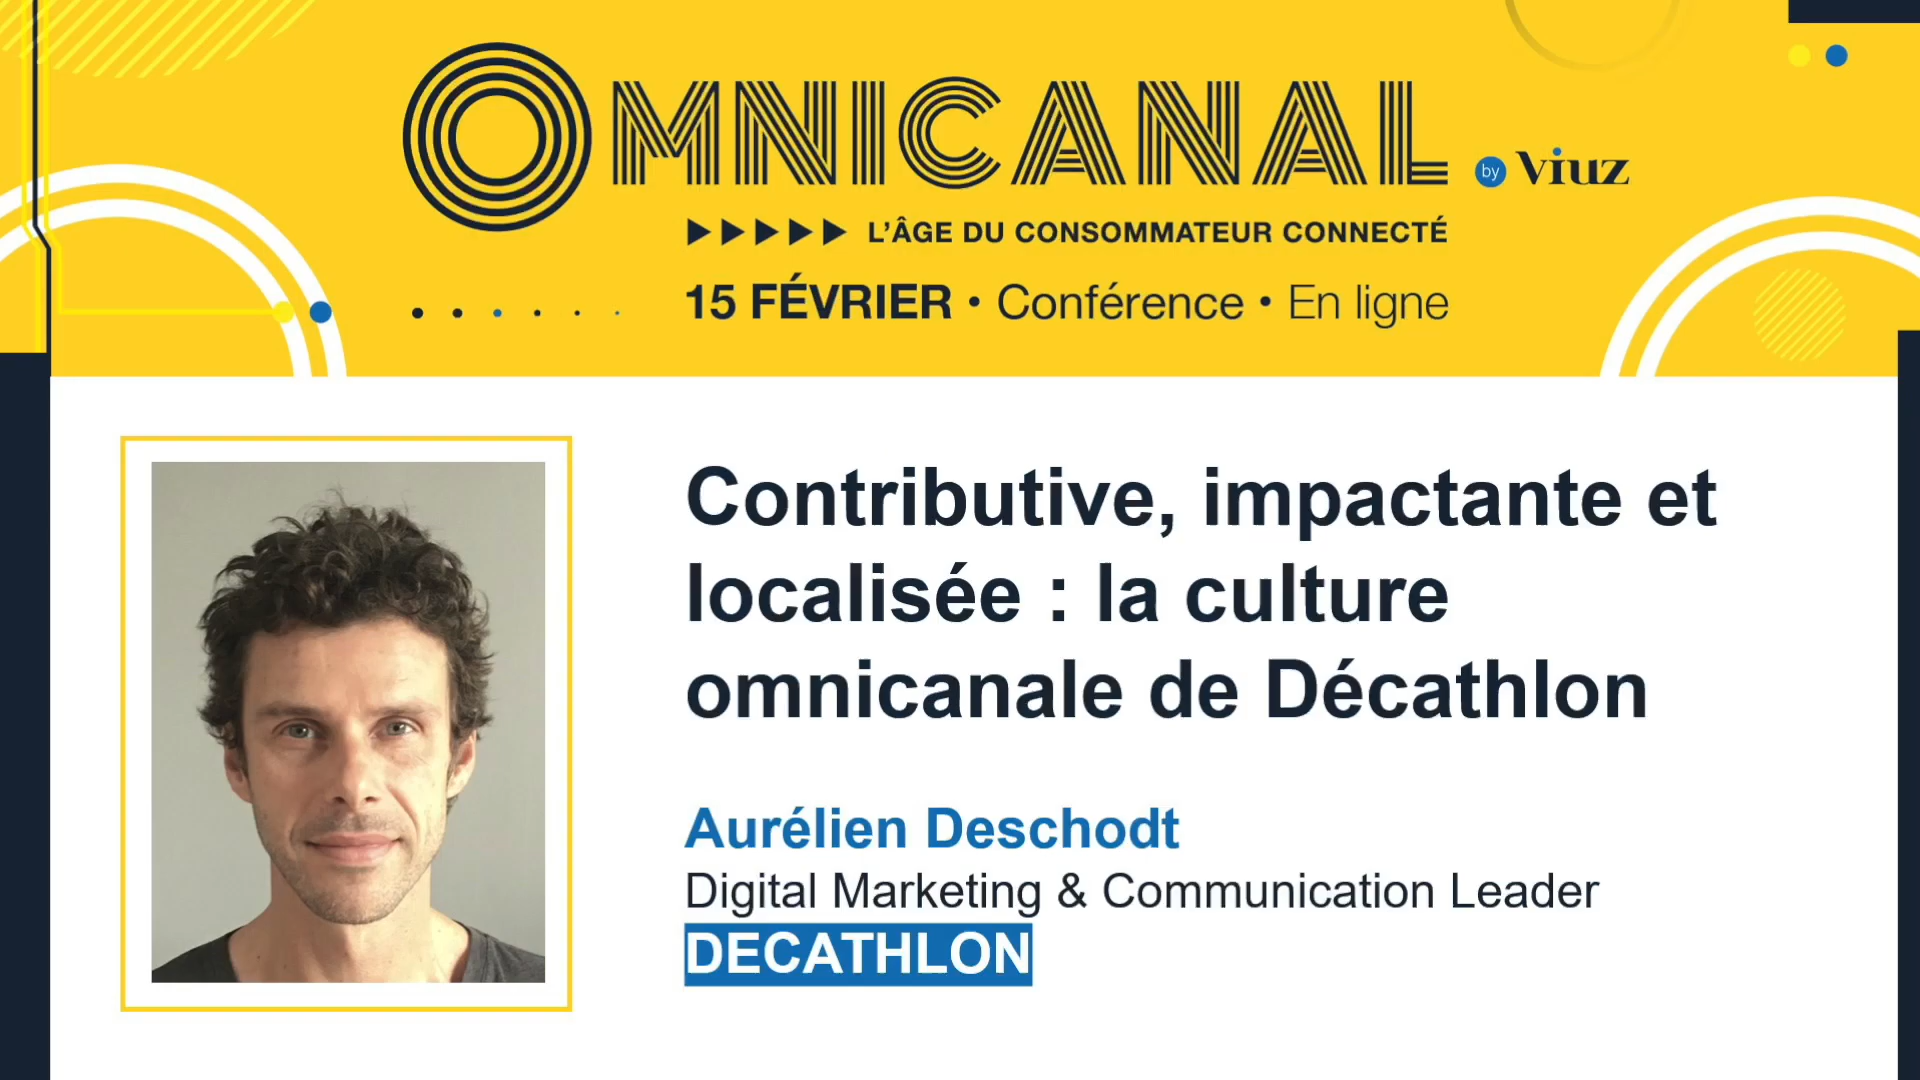 OMNICANAL by Viuz
L'ÂGE DU CONSOMMATEUR CONNECTÉ
15 FÉVRIER • Conférence • En ligne
Contributive, impactante et
localisée : la culture
omnicanale de Décathlon
Aurélien Deschodt
Digital Marketing & Communication Leader
DECATHLON